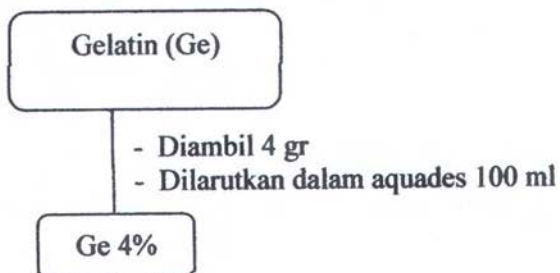 Gelatin (Ge)
- Diambil 4 gr
- Dilarutkan dalam aquades 100 ml
Ge 4%